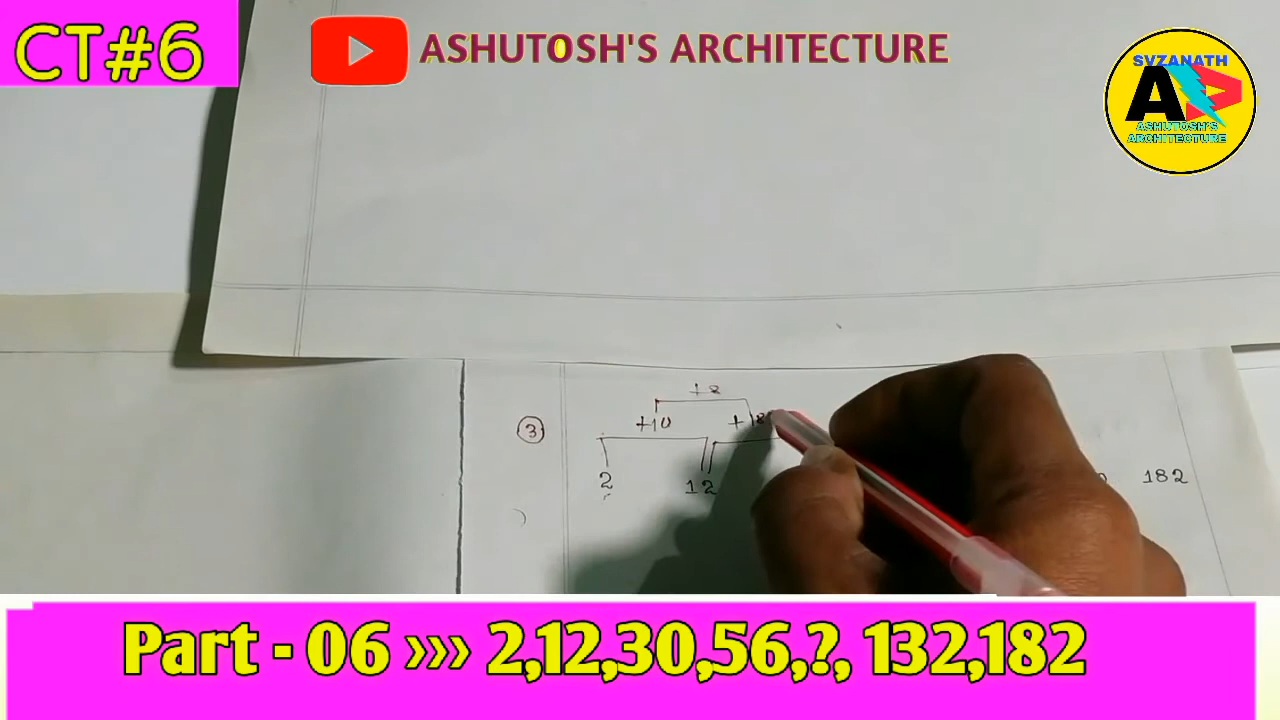 CT#6
ASHUTOSH'S ARCHITECTURE
SVZANATH
A
ASHUTOSH'S
ARCHITECTURE
+8
+10 +18
3
2 12 182
Part - 06 >>> 2,12,30,56,?, 132,182